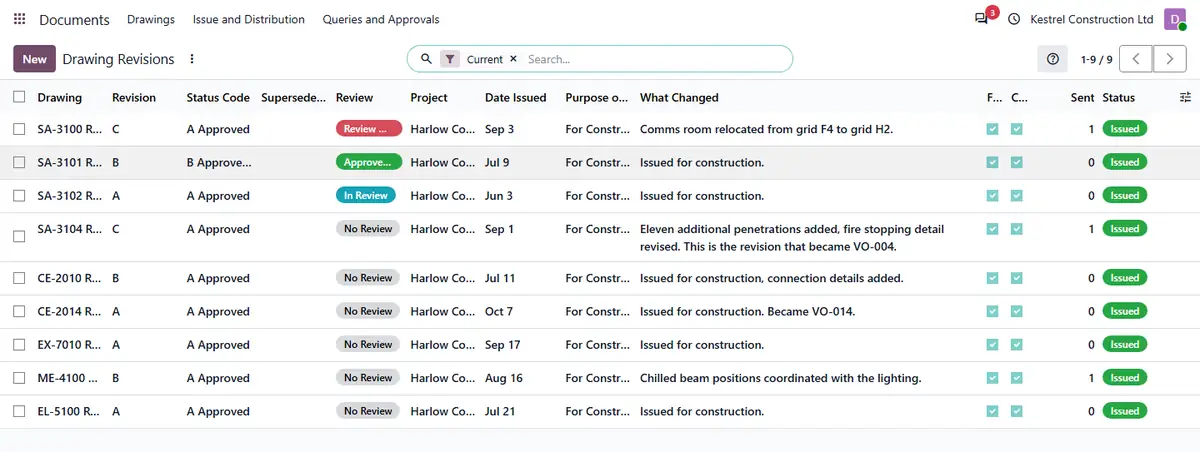 Documents Drawings Issue and Distribution Queries and Approvals 3 Kestrel Construction Ltd D
New Drawing Revisions Current × Search... 1-9 / 9
Drawing Revision Status Code Supersede... Review Project Date Issued Purpose o... What Changed F... C... Sent Status
SA-3100 R... C A Approved Review ... Harlow Co... Sep 3 For Constr... Comms room relocated from grid F4 to grid H2. 1 Issued
SA-3101 R... B B Approve... Approve... Harlow Co... Jul 9 For Constr... Issued for construction. 0 Issued
SA-3102 R... A A Approved In Review Harlow Co... Jun 3 For Constr... Issued for construction. 0 Issued
SA-3104 R... C A Approved No Review Harlow Co... Sep 1 For Constr... Eleven additional penetrations added, fire stopping detail 1 Issued
revised. This is the revision that became VO-004.
CE-2010 R... B A Approved No Review Harlow Co... Jul 11 For Constr... Issued for construction, connection details added. 0 Issued
CE-2014 R... A A Approved No Review Harlow Co... Oct 7 For Constr... Issued for construction. Became VO-014. 0 Issued
EX-7010 R... A A Approved No Review Harlow Co... Sep 17 For Constr... Issued for construction. 0 Issued
ME-4100 ... B A Approved No Review Harlow Co... Aug 16 For Constr... Chilled beam positions coordinated with the lighting. 1 Issued
EL-5100 R... A A Approved No Review Harlow Co... Jul 21 For Constr... Issued for construction. 0 Issued